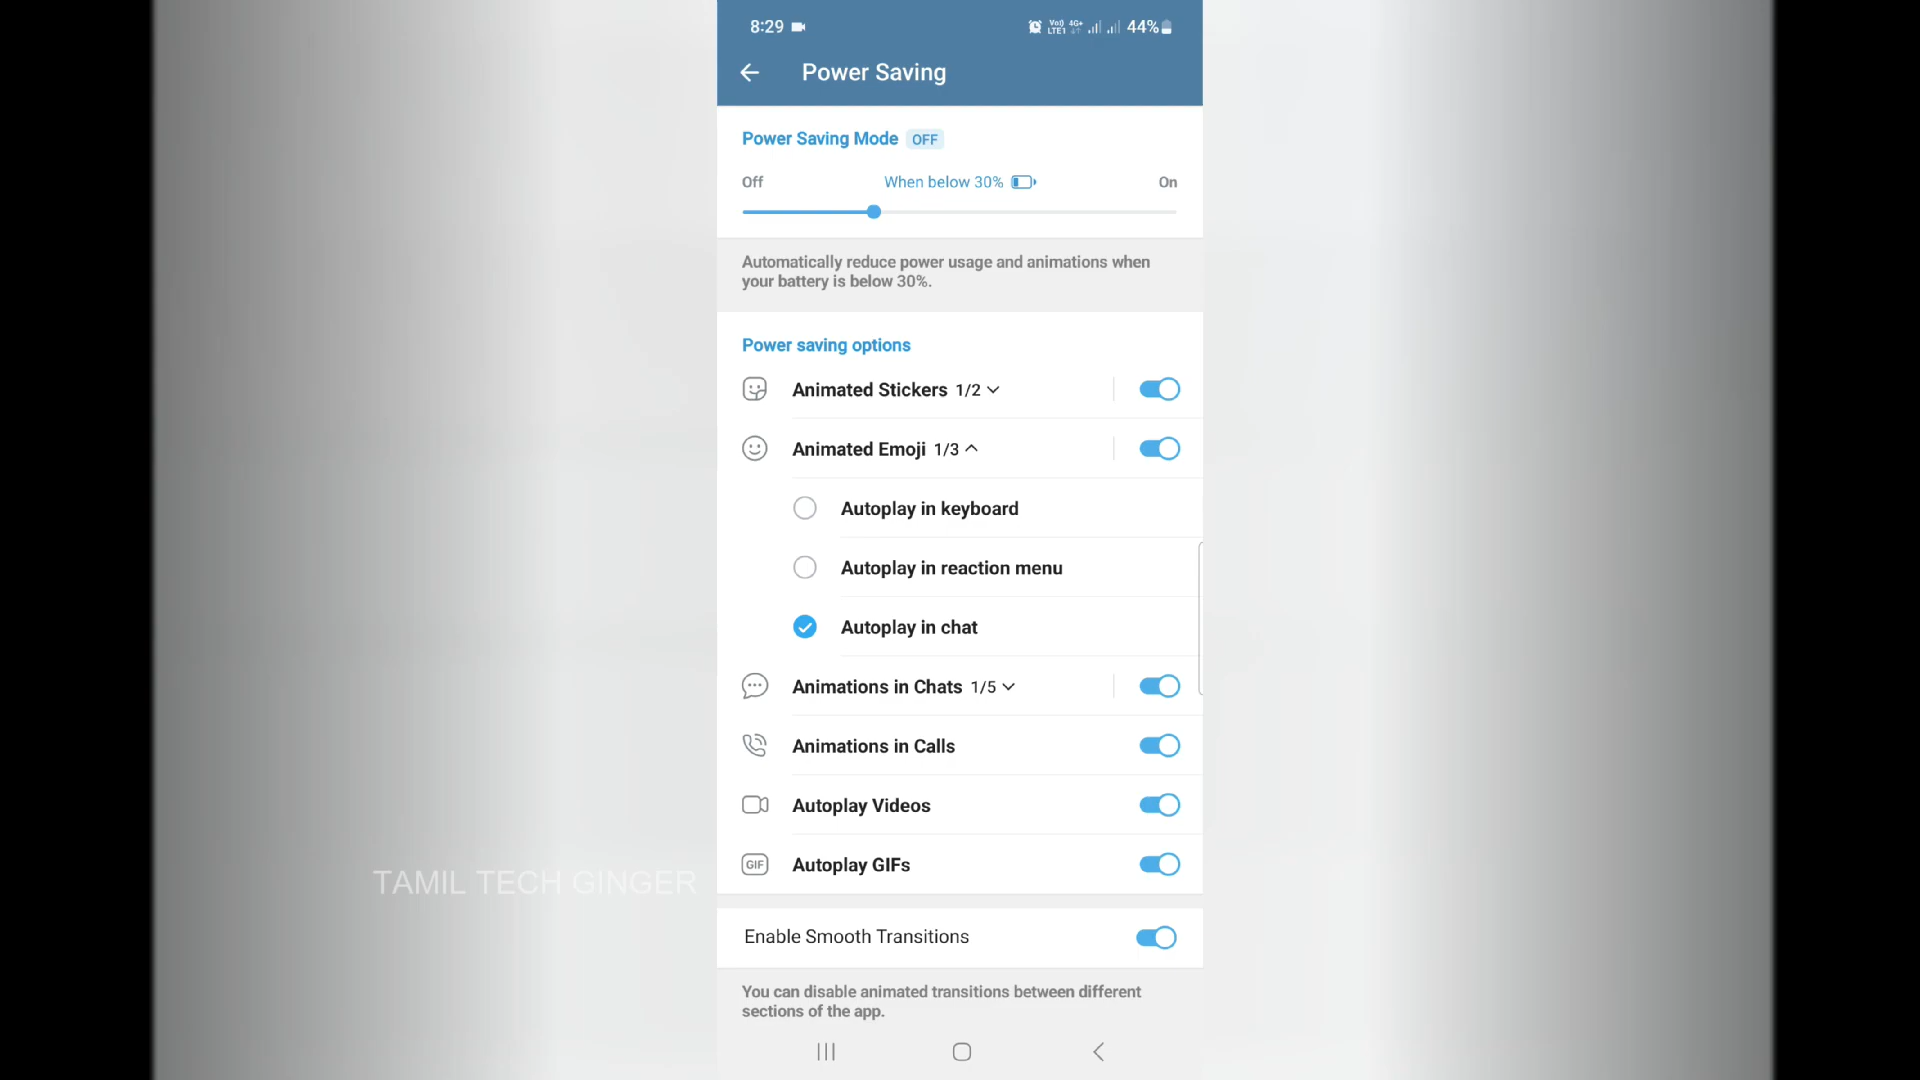 8:29
Vo)) 4G+
LTE1
44%
Power Saving
Power Saving Mode OFF
Off When below 30% On
Automatically reduce power usage and animations when
your battery is below 30%.
Power saving options
Animated Stickers 1/2
Animated Emoji 1/3
Autoplay in keyboard
Autoplay in reaction menu
Autoplay in chat
Animations in Chats 1/5
Animations in Calls
Autoplay Videos
GIF Autoplay GIFs
TAMIL TECH GINGER
Enable Smooth Transitions
You can disable animated transitions between different
sections of the app.